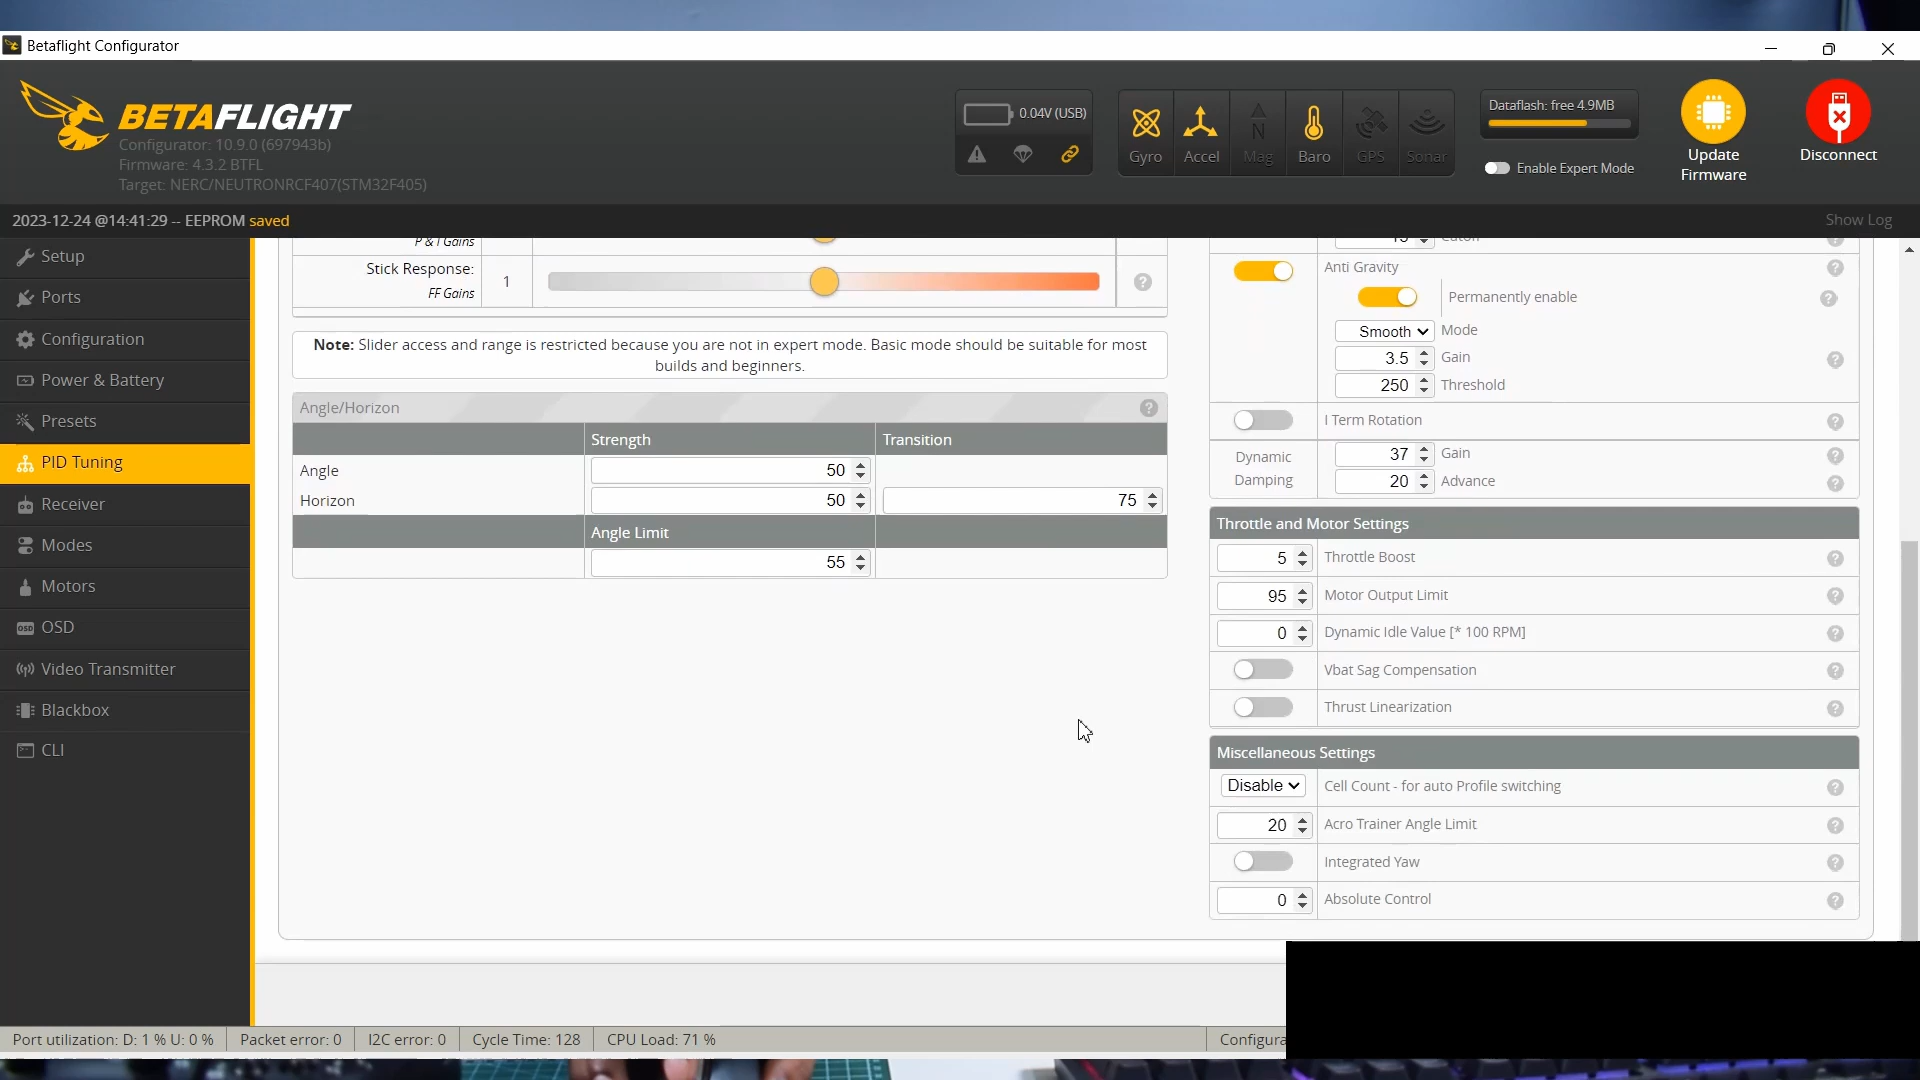 Betaflight Configurator
BETAFLIGHT
Configurator: 10.9.0 (697943b)
Firmware: 4.3.2 BTFL
Target: NERC/NEUTRONRCF407(STM32F405)
0.04V (USB)
Gyro
Accel
Mag
Baro
GPS
Sonar
Dataflash: free 4.9MB
Enable Expert Mode
Update
Firmware
Disconnect
2023-12-24 @14:41:29 -- EEPROM saved
Show Log
Setup
Ports
Configuration
Power & Battery
Presets
PID Tuning
Receiver
Modes
Motors
OSD
Video Transmitter
Blackbox
CLI
P & I Gains
Stick Response:
FF Gains
1
Note: Slider access and range is restricted because you are not in expert mode. Basic mode should be suitable for most
builds and beginners.
Angle/Horizon
Strength Transition
Angle 50
Horizon 50 75
Angle Limit
55
15 Cutoff
Anti Gravity
Permanently enable
Smooth Mode
3.5 Gain
250 Threshold
I Term Rotation
Dynamic
Damping
37 Gain
20 Advance
Throttle and Motor Settings
5 Throttle Boost
95 Motor Output Limit
0 Dynamic Idle Value [* 100 RPM]
Vbat Sag Compensation
Thrust Linearization
Miscellaneous Settings
Disable Cell Count - for auto Profile switching
20 Acro Trainer Angle Limit
Integrated Yaw
0 Absolute Control
Port utilization: D: 1 % U: 0 %
Packet error: 0
I2C error: 0
Cycle Time: 128
CPU Load: 71 %
Configura